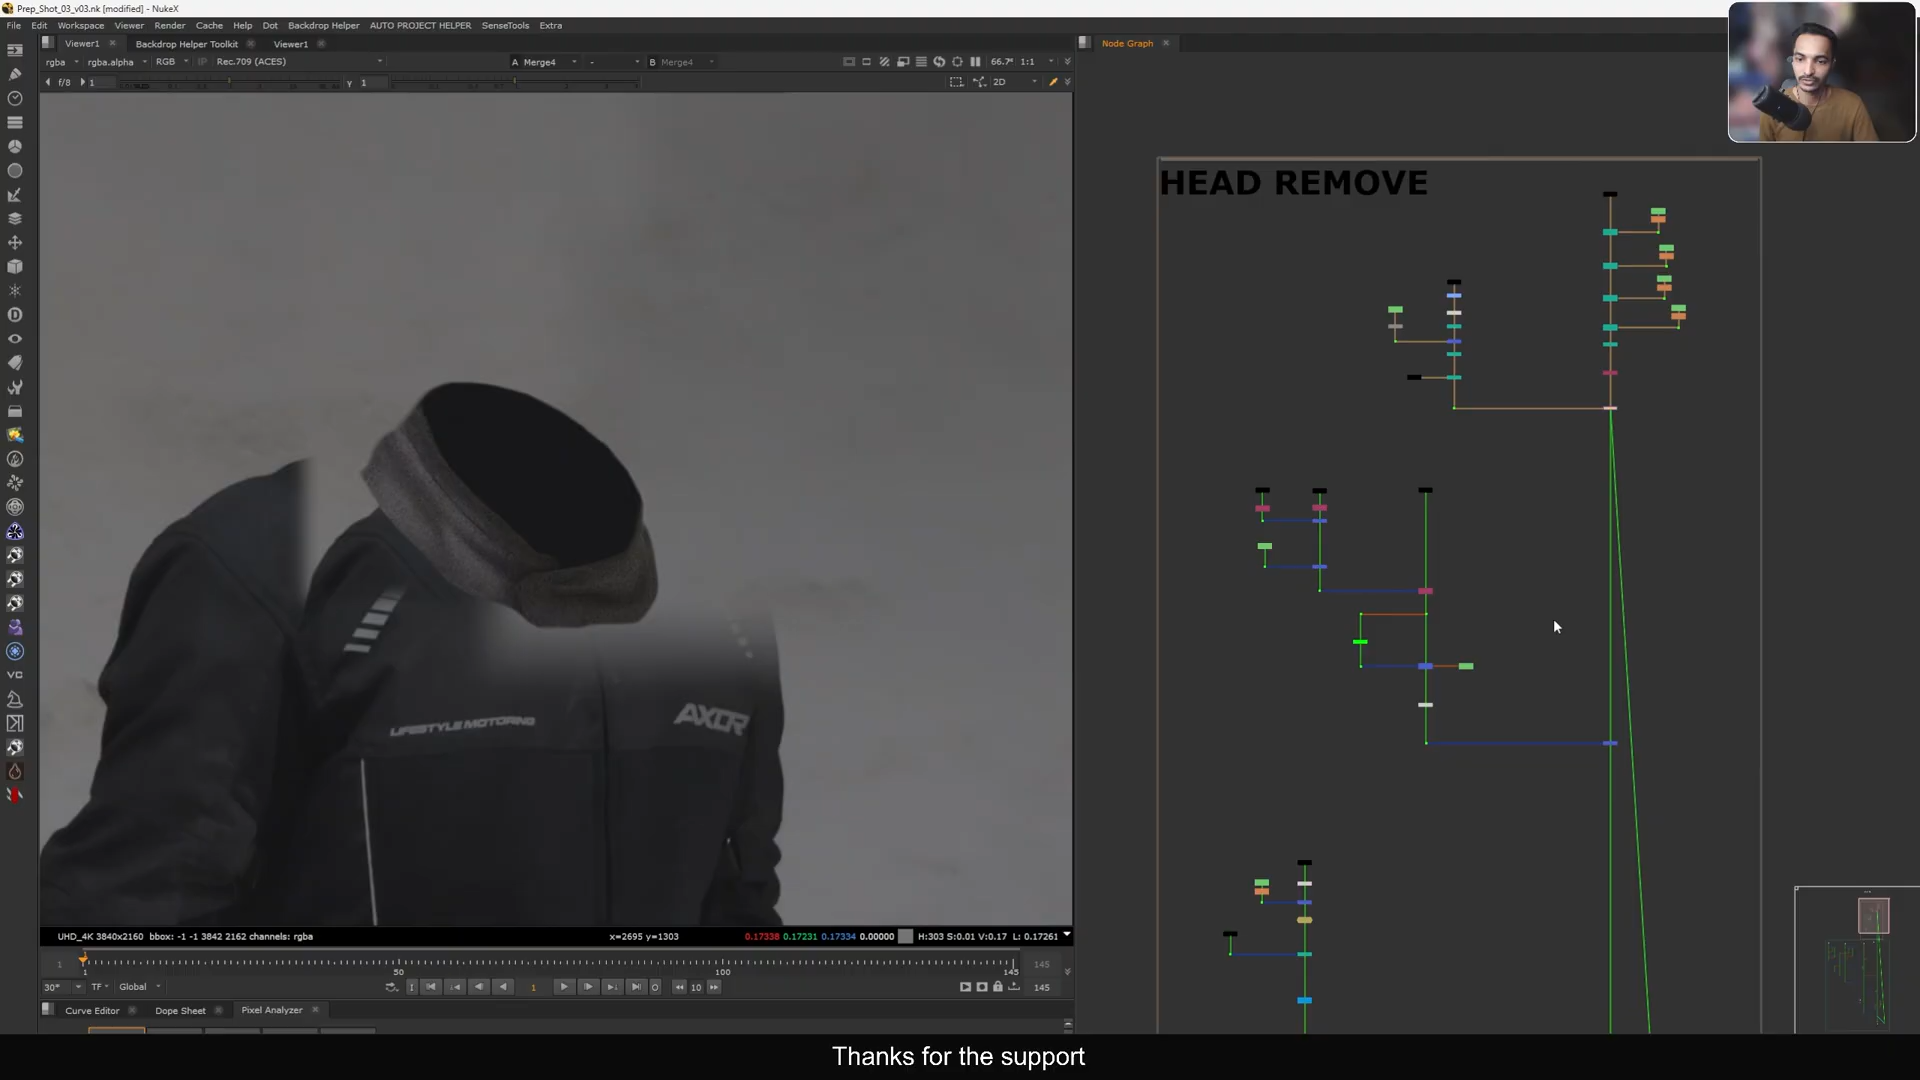 Prep_Shot_03_v03.nk [modified] - NukeX
File Edit Workspace Viewer Render Cache Help Dot Backdrop Helper AUTO PROJECT HELPER SenseTools Extra
Viewer1 Backdrop Helper Toolkit Viewer1
Node Graph
rgba rgba.alpha RGB IP Rec.709 (ACES) A Merge4 - B Merge4 66.7% 1:1
f/8 1 Y 1 2D
HEAD REMOVE
LIFESTYLE MOTORING
AXOR
VC
UHD_4K 3840x2160 bbox: -1 -1 3842 2162 channels: rgba x=2695 y=1303 0.17338 0.17231 0.17334 0.00000 H:303 S:0.01 V:0.17 L: 0.17261
1 1 50 100 145 145
30* TF Global 1 10 145
Curve Editor Dope Sheet Pixel Analyzer
Thanks for the support